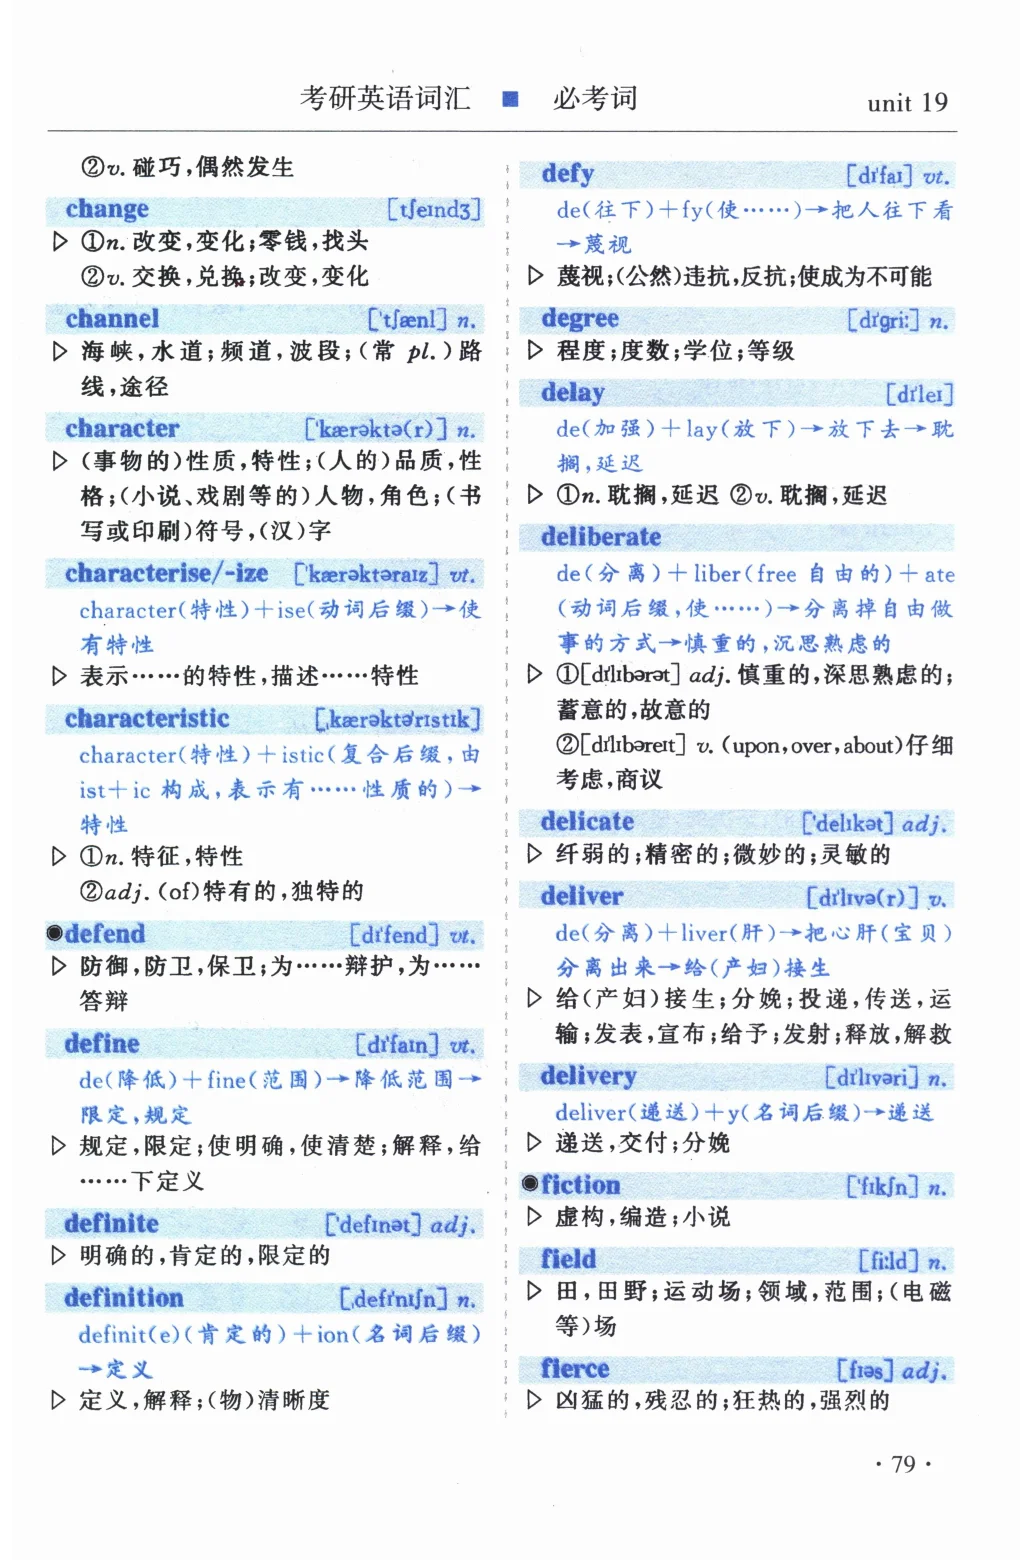 考研英语词汇 ■ 必考词 unit 19
②v. 碰巧,偶然发生
change [tʃeɪndʒ]
▷ ①n. 改变,变化;零钱,找头
②v. 交换,兑换;改变,变化
channel [ˈtʃænl] n.
▷ 海峡,水道;频道,波段;(常 pl.)路
线,途径
character [ˈkærəktə(r)] n.
▷ (事物的)性质,特性;(人的)品质,性
格;(小说、戏剧等的)人物,角色;(书
写或印刷)符号,(汉)字
characterise/-ize [ˈkærəktəraɪz] vt.
character(特性)+ise(动词后缀)→使
有特性
▷ 表示……的特性,描述……特性
characteristic [ˌkærəktəˈrɪstɪk]
character(特性)+istic(复合后缀,由
ist+ic 构成,表示有……性质的)→
特性
▷ ①n. 特征,特性
②adj. (of)特有的,独特的
◉defend [dɪˈfend] vt.
▷ 防御,防卫,保卫;为……辩护,为……
答辩
define [dɪˈfaɪn] vt.
de(降低)+fine(范围)→降低范围→
限定,规定
▷ 规定,限定;使明确,使清楚;解释,给
……下定义
definite [ˈdefɪnət] adj.
▷ 明确的,肯定的,限定的
definition [ˌdefɪˈnɪʃn] n.
definit(e)(肯定的)+ion(名词后缀)
→定义
▷ 定义,解释;(物)清晰度
defy [dɪˈfaɪ] vt.
de(往下)+fy(使……)→把人往下看
→蔑视
▷ 蔑视;(公然)违抗,反抗;使成为不可能
degree [dɪˈɡriː] n.
▷ 程度;度数;学位;等级
delay [dɪˈleɪ]
de(加强)+lay(放下)→放下去→耽
搁,延迟
▷ ①n. 耽搁,延迟 ②v. 耽搁,延迟
deliberate
de(分离)+liber(free 自由的)+ate
(动词后缀,使……)→分离掉自由做
事的方式→慎重的,沉思熟虑的
▷ ①[dɪˈlɪbərət] adj. 慎重的,深思熟虑的;
蓄意的,故意的
②[dɪˈlɪbəreɪt] v. (upon,over,about)仔细
考虑,商议
delicate [ˈdelɪkət] adj.
▷ 纤弱的;精密的;微妙的;灵敏的
deliver [dɪˈlɪvə(r)] v.
de(分离)+liver(肝)→把心肝(宝贝)
分离出来→给(产妇)接生
▷ 给(产妇)接生;分娩;投递,传送,运
输;发表,宣布;给予;发射;释放,解救
delivery [dɪˈlɪvəri] n.
deliver(递送)+y(名词后缀)→递送
▷ 递送,交付;分娩
◉fiction [ˈfɪkʃn] n.
▷ 虚构,编造;小说
field [fiːld] n.
▷ 田,田野;运动场;领域,范围;(电磁
等)场
fierce [fɪəs] adj.
▷ 凶猛的,残忍的;狂热的,强烈的
· 79 ·